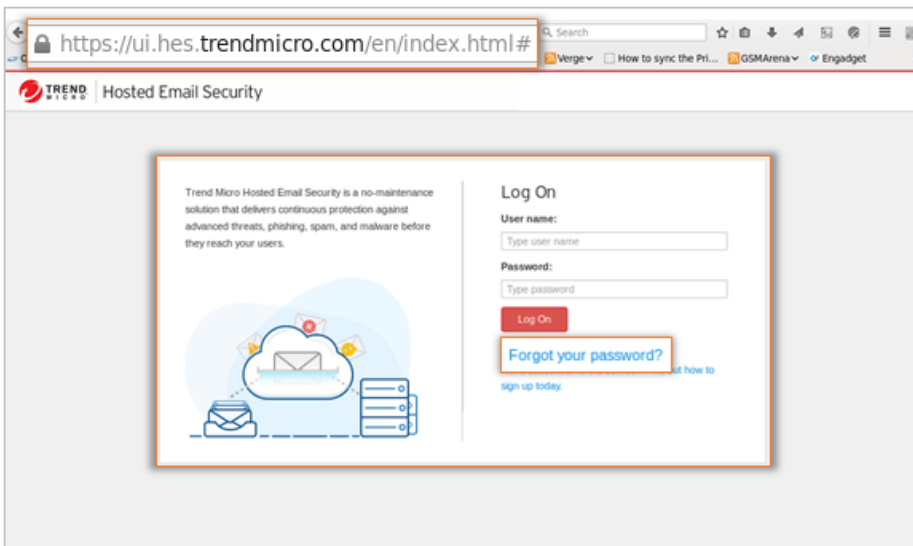 https://ui.hes.trendmicro.com/en/index.html#
Search
Verge
How to sync the Pri...
GSMArena
Engadget
TREND
MICRO
Hosted Email Security
Trend Micro Hosted Email Security is a no-maintenance
solution that delivers continuous protection against
advanced threats, phishing, spam, and malware before
they reach your users.
Log On
User name:
Type user name
Password:
Type password
Log On
Forgot your password?
how to
sign up today.